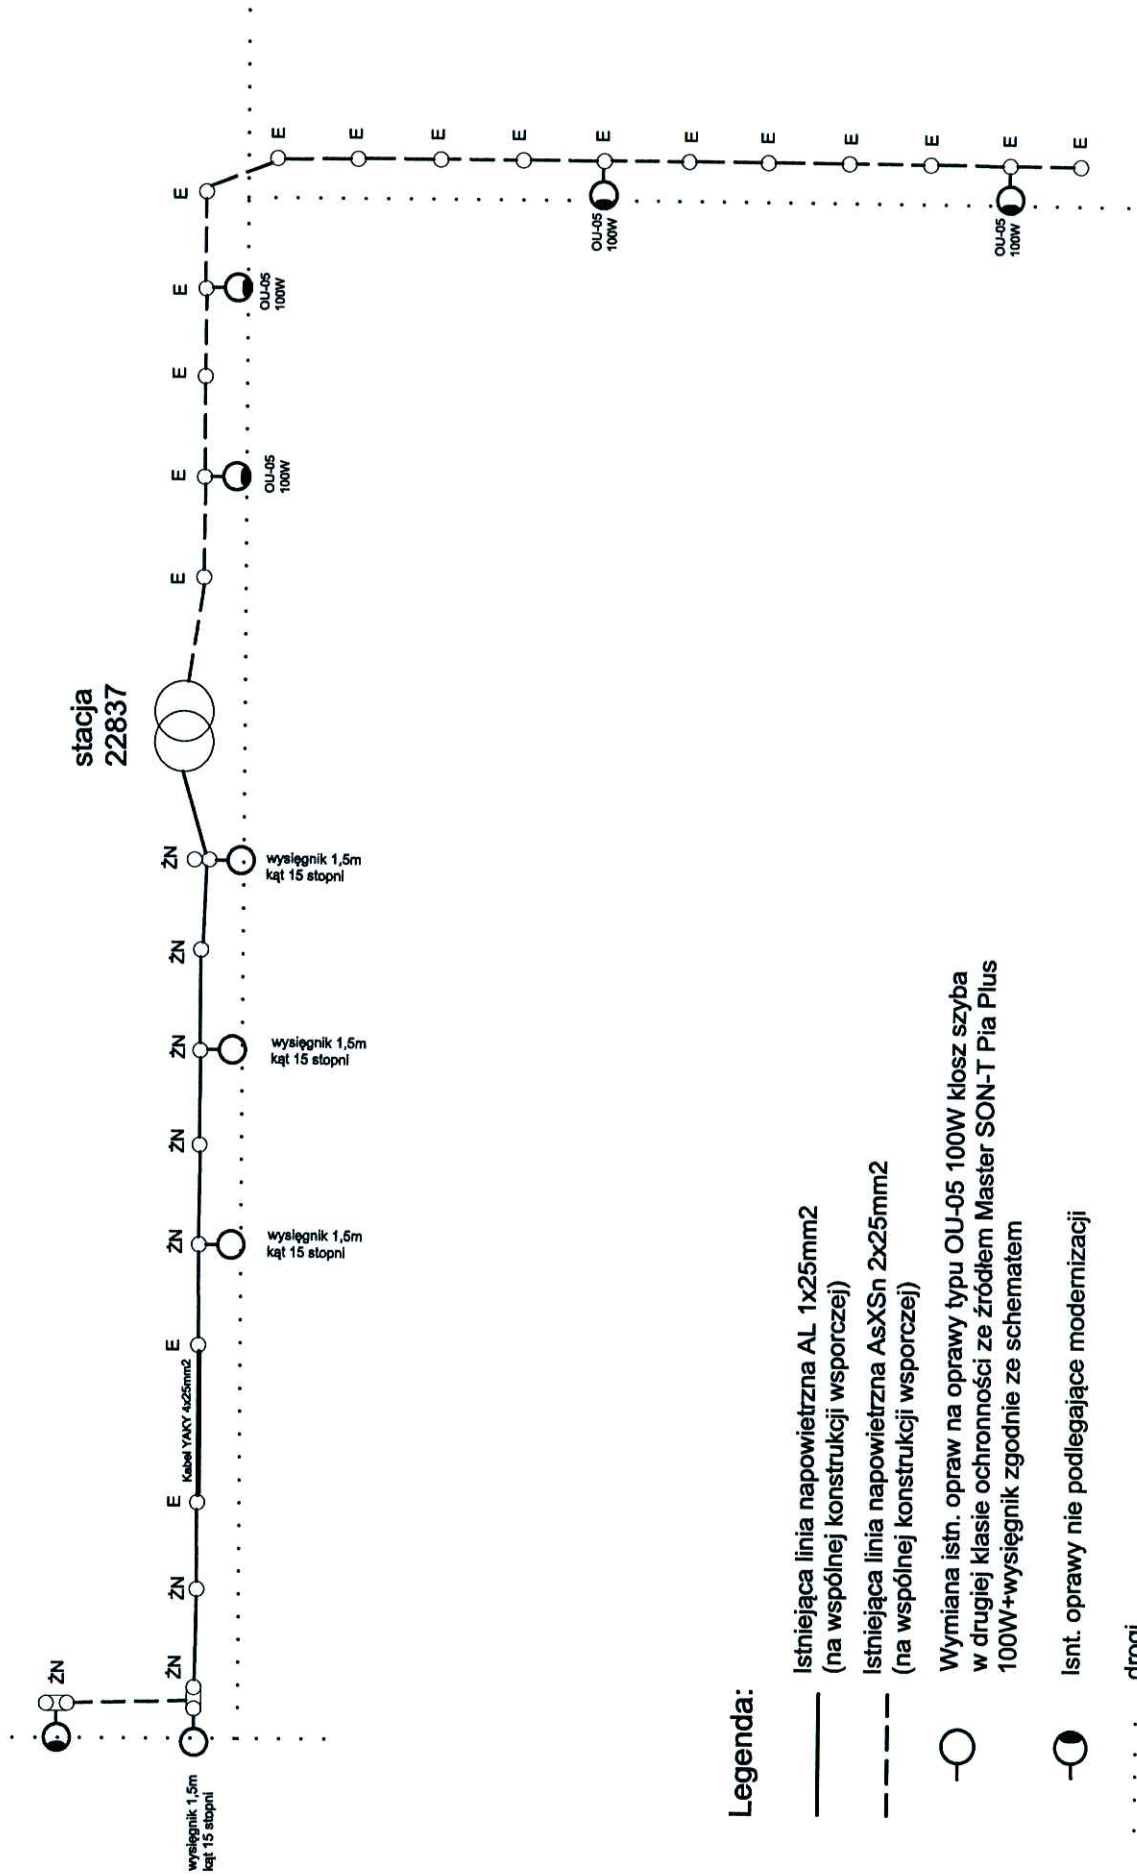 ŻN
ŻN
wysięgnik 1,5m
kąt 15 stopni
ŻN
E
Kabel YAKY 4x25mm2
E
ŻN
wysięgnik 1,5m
kąt 15 stopni
ŻN
ŻN
wysięgnik 1,5m
kąt 15 stopni
ŻN
ŻN
wysięgnik 1,5m
kąt 15 stopni
stacja
22837
E
E
OU-05
100W
E
E
OU-05
100W
E
E
E
E
E
E
OU-05
100W
E
E
E
E
E
OU-05
100W
E
Legenda:
Istniejąca linia napowietrzna AL 1x25mm2
(na wspólnej konstrukcji wsporczej)
Istniejąca linia napowietrzna AsXSn 2x25mm2
(na wspólnej konstrukcji wsporczej)
Wymiana istn. opraw na oprawy typu OU-05 100W klosz szyba
w drugiej klasie ochronności ze źródłem Master SON-T Pia Plus
100W+wysięgnik zgodnie ze schematem
Isnt. oprawy nie podlegające modernizacji
drogi